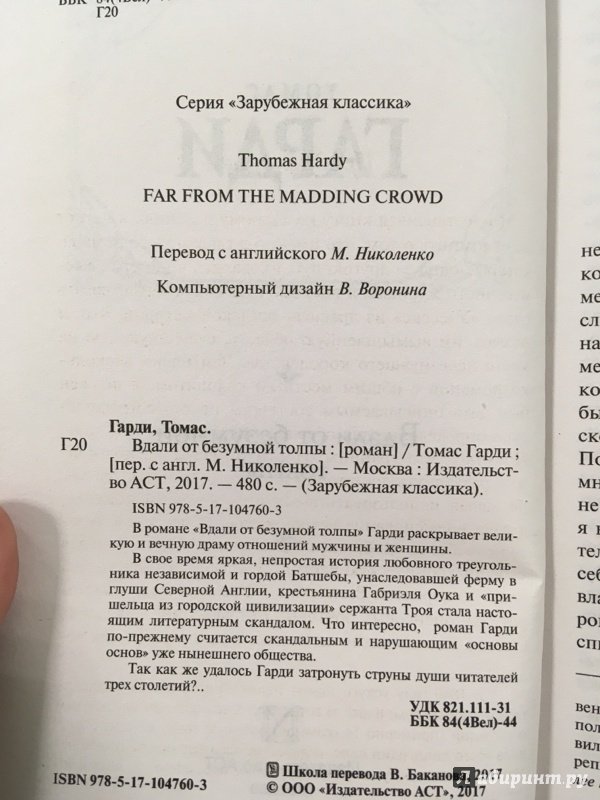 ББК 84(4Вел)-44
Г20
Серия «Зарубежная классика»
Thomas Hardy
FAR FROM THE MADDING CROWD
Перевод с английского М. Николенко
Компьютерный дизайн В. Воронина
Гарди, Томас.
Г20 Вдали от безумной толпы : [роман] / Томас Гарди ;
[пер. с англ. М. Николенко]. — Москва : Издательст-
во АСТ, 2017. — 480 с. — (Зарубежная классика).
ISBN 978-5-17-104760-3
В романе «Вдали от безумной толпы» Гарди раскрывает вели-
кую и вечную драму отношений мужчины и женщины.
В свое время яркая, непростая история любовного треуголь-
ника независимой и гордой Батшебы, унаследовавшей ферму в
глуши Северной Англии, крестьянина Габриэля Оука и «при-
шельца из городской цивилизации» сержанта Троя стала насто-
ящим литературным скандалом. Что интересно, роман Гарди
по-прежнему считается скандальным и нарушающим «основы
основ» уже нынешнего общества.
Так как же удалось Гарди затронуть струны души читателей
трех столетий?..
УДК 821.111-31
ББК 84(4Вел)-44
© Школа перевода В. Баканова, 2017
ISBN 978-5-17-104760-3 © ООО «Издательство АСТ», 2017
Лабиринт.ру